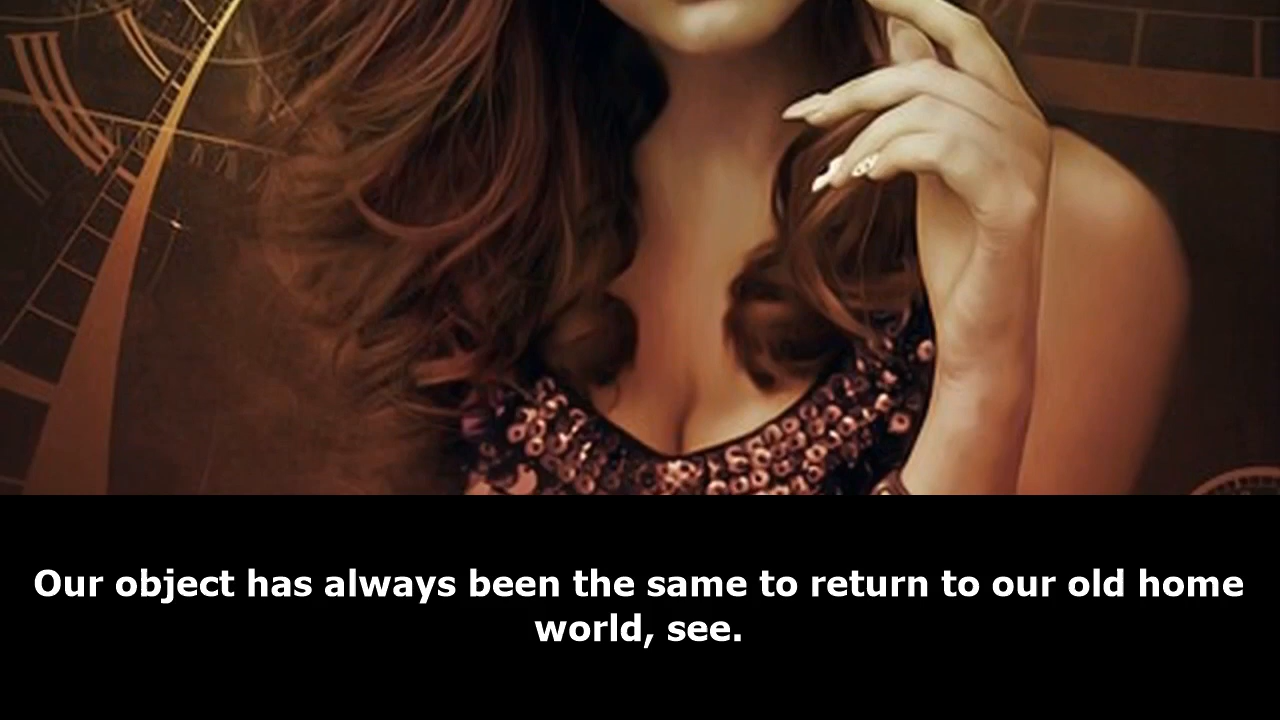 Our object has always been the same to return to our old home
world, see.